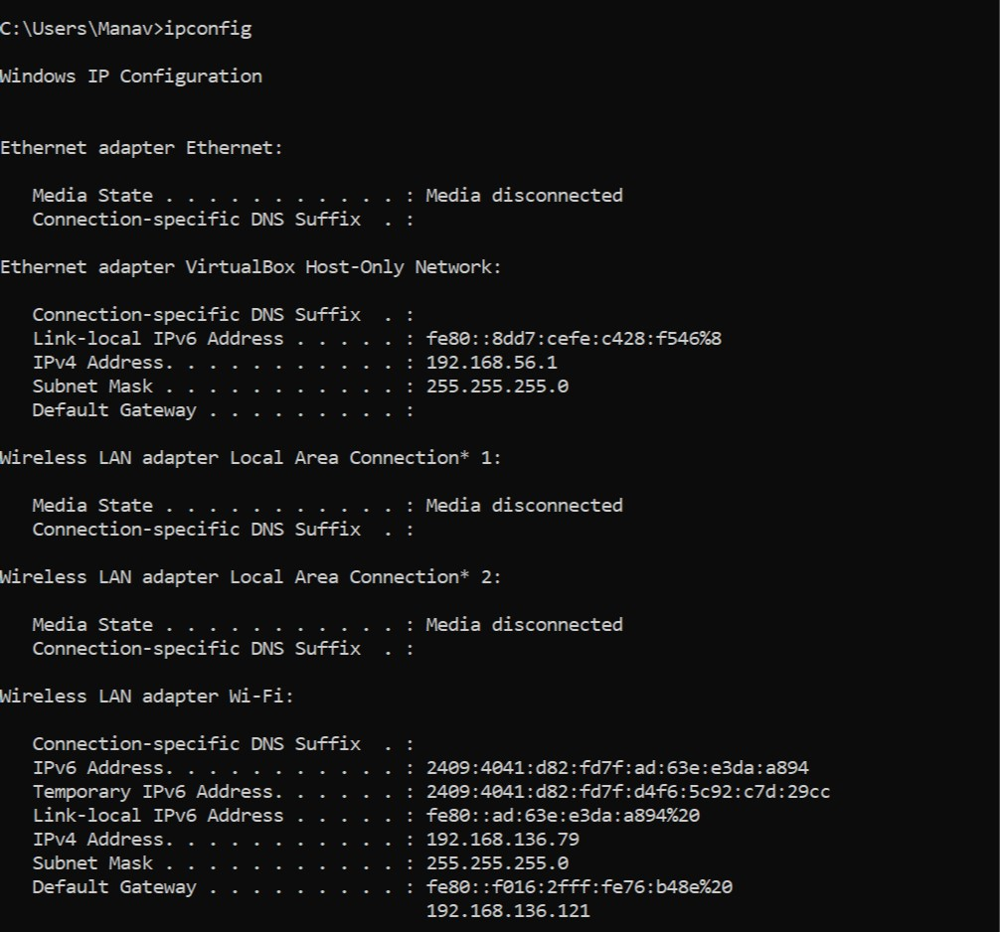 C:\Users\Manav>ipconfig
Windows IP Configuration
Ethernet adapter Ethernet:
Media State . . . . . . . . . . . : Media disconnected
Connection-specific DNS Suffix  . :
Ethernet adapter VirtualBox Host-Only Network:
Connection-specific DNS Suffix  . :
Link-local IPv6 Address . . . . . : fe80::8dd7:cefe:c428:f546%8
IPv4 Address. . . . . . . . . . . : 192.168.56.1
Subnet Mask . . . . . . . . . . . : 255.255.255.0
Default Gateway . . . . . . . . . :
Wireless LAN adapter Local Area Connection* 1:
Media State . . . . . . . . . . . : Media disconnected
Connection-specific DNS Suffix  . :
Wireless LAN adapter Local Area Connection* 2:
Media State . . . . . . . . . . . : Media disconnected
Connection-specific DNS Suffix  . :
Wireless LAN adapter Wi-Fi:
Connection-specific DNS Suffix  . :
IPv6 Address. . . . . . . . . . . : 2409:4041:d82:fd7f:ad:63e:e3da:a894
Temporary IPv6 Address. . . . . . : 2409:4041:d82:fd7f:d4f6:5c92:c7d:29cc
Link-local IPv6 Address . . . . . : fe80::ad:63e:e3da:a894%20
IPv4 Address. . . . . . . . . . . : 192.168.136.79
Subnet Mask . . . . . . . . . . . : 255.255.255.0
Default Gateway . . . . . . . . . : fe80::f016:2fff:fe76:b48e%20
192.168.136.121